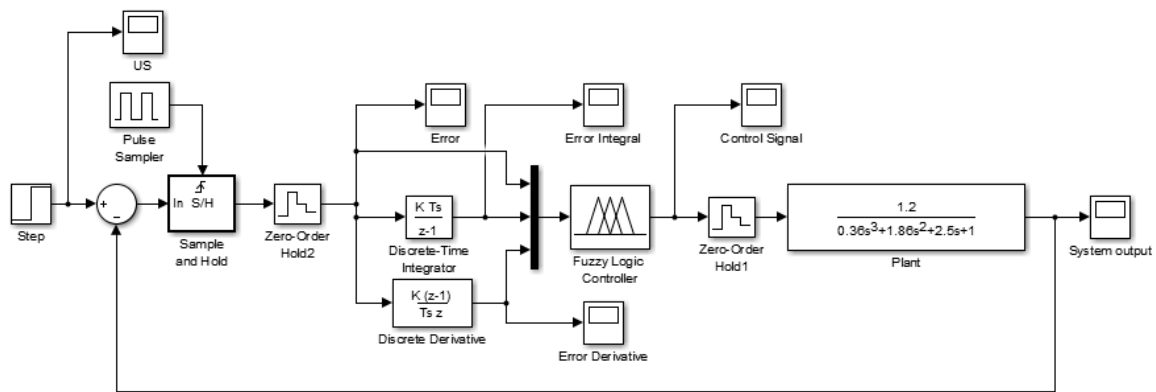 US
Pulse
Sampler
Step
+
−
In S/H
Sample
and Hold
Zero-Order
Hold2
Error
K Ts
z-1
Discrete-Time
Integrator
K (z-1)
Ts z
Discrete Derivative
Error Integral
Error Derivative
Fuzzy Logic
Controller
Control Signal
Zero-Order
Hold1
1.2
0.36s³+1.86s²+2.5s+1
Plant
System output